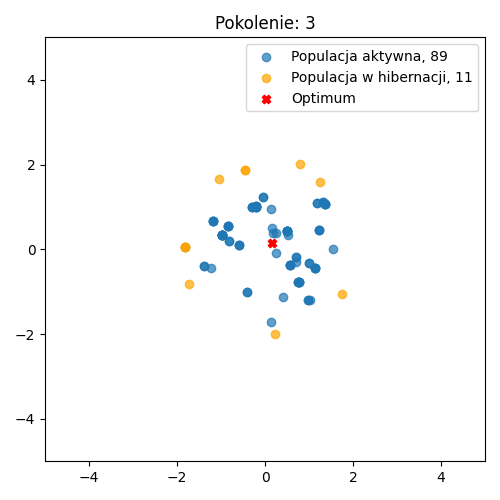 Pokolenie: 3
Populacja aktywna, 89
Populacja w hibernacji, 11
Optimum
4
2
0
−2
−4
−4 −2 0 2 4